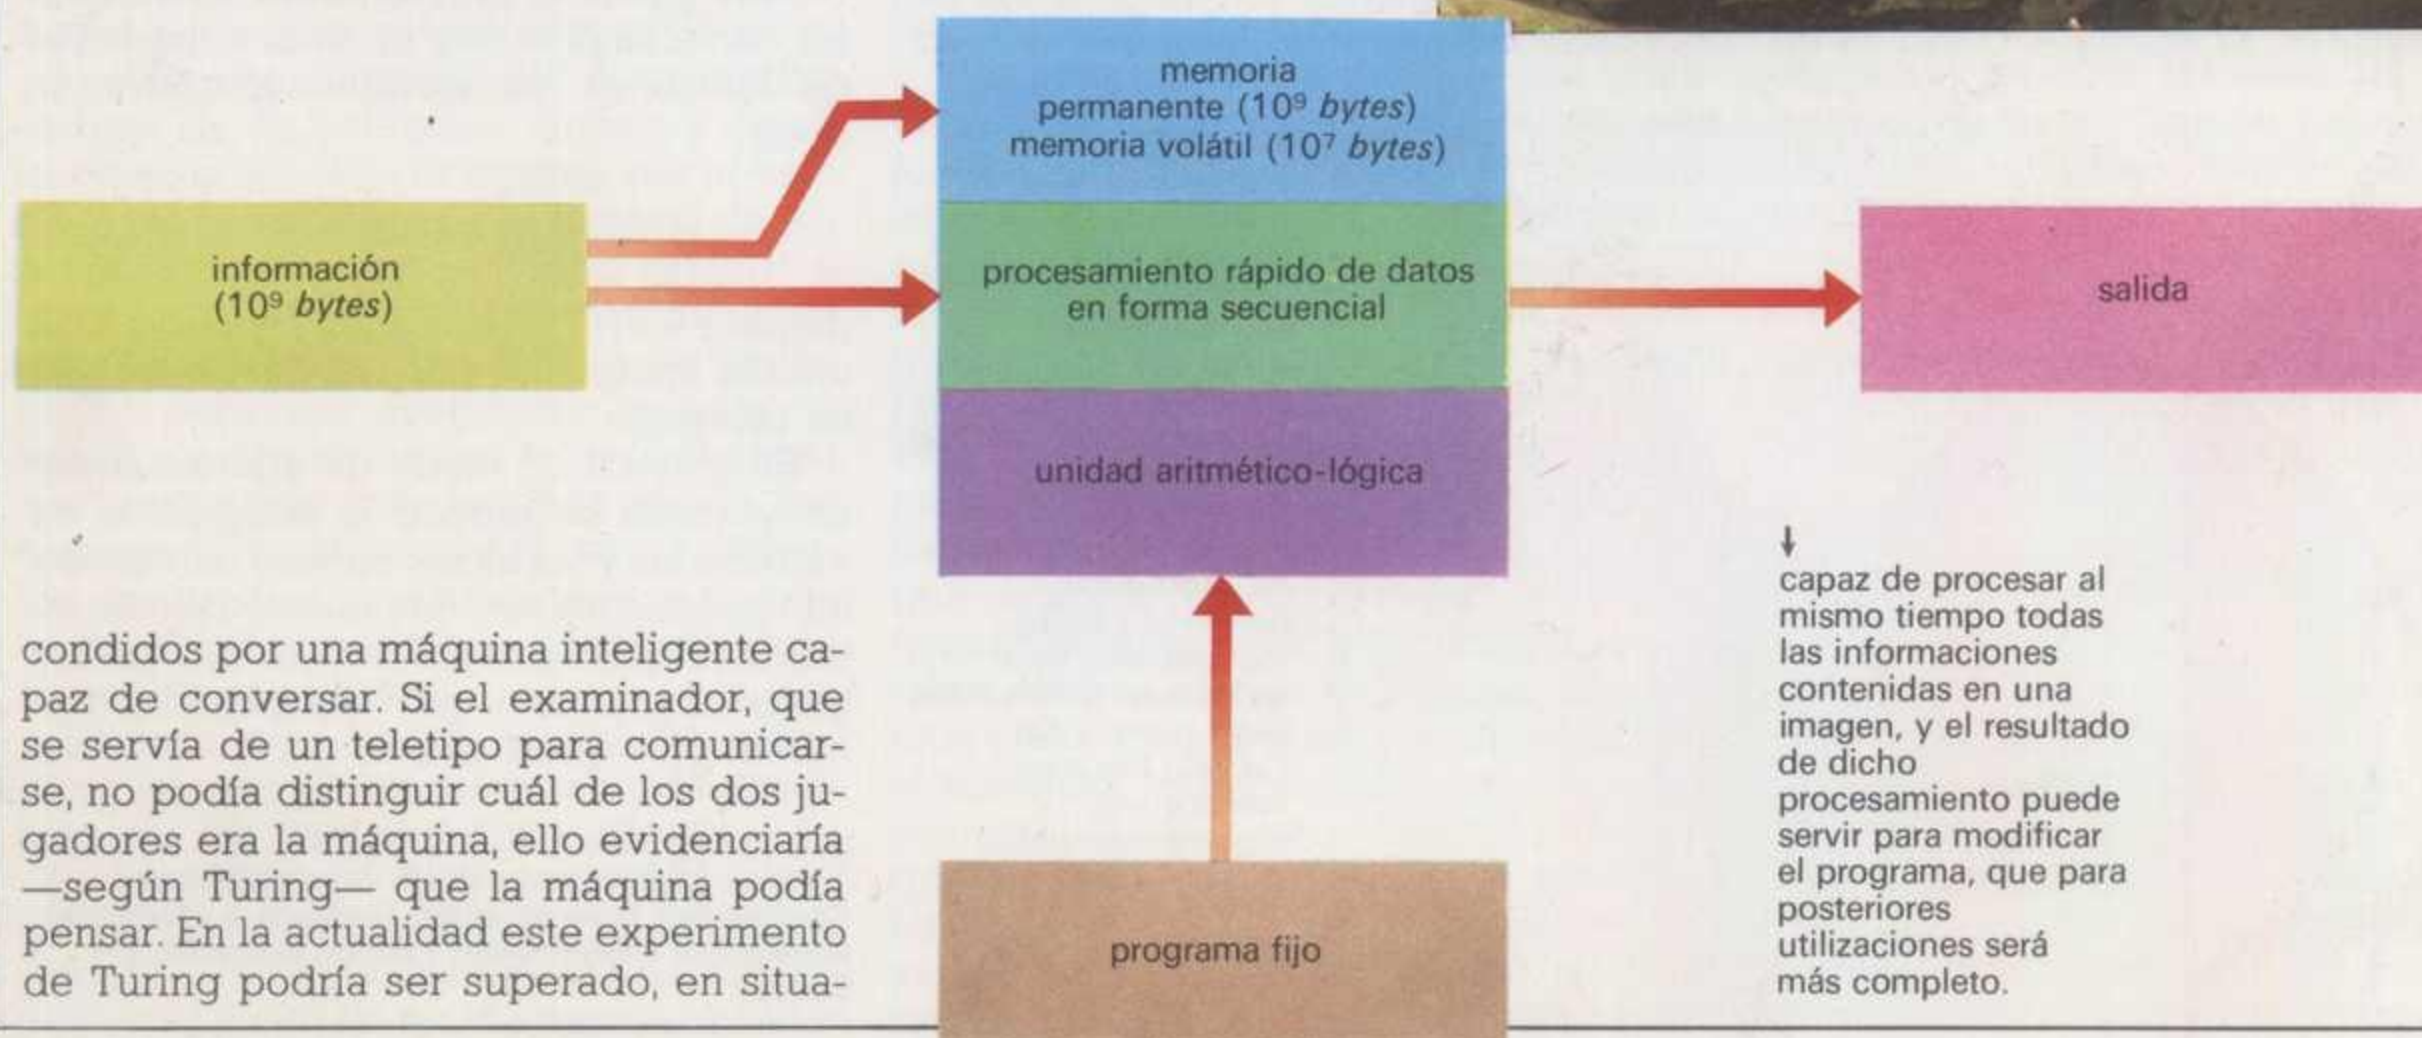 memoria
permanente (10⁹ bytes)
memoria volátil (10⁷ bytes)
información
(10⁹ bytes)
procesamiento rápido de datos
en forma secuencial
salida
unidad aritmético-lógica
programa fijo
condidos por una máquina inteligente ca-
paz de conversar. Si el examinador, que
se servía de un teletipo para comunicar-
se, no podía distinguir cuál de los dos ju-
gadores era la máquina, ello evidenciaría
—según Turing— que la máquina podía
pensar. En la actualidad este experimento
de Turing podría ser superado, en situa-
capaz de procesar al
mismo tiempo todas
las informaciones
contenidas en una
imagen, y el resultado
de dicho
procesamiento puede
servir para modificar
el programa, que para
posteriores
utilizaciones será
más completo.